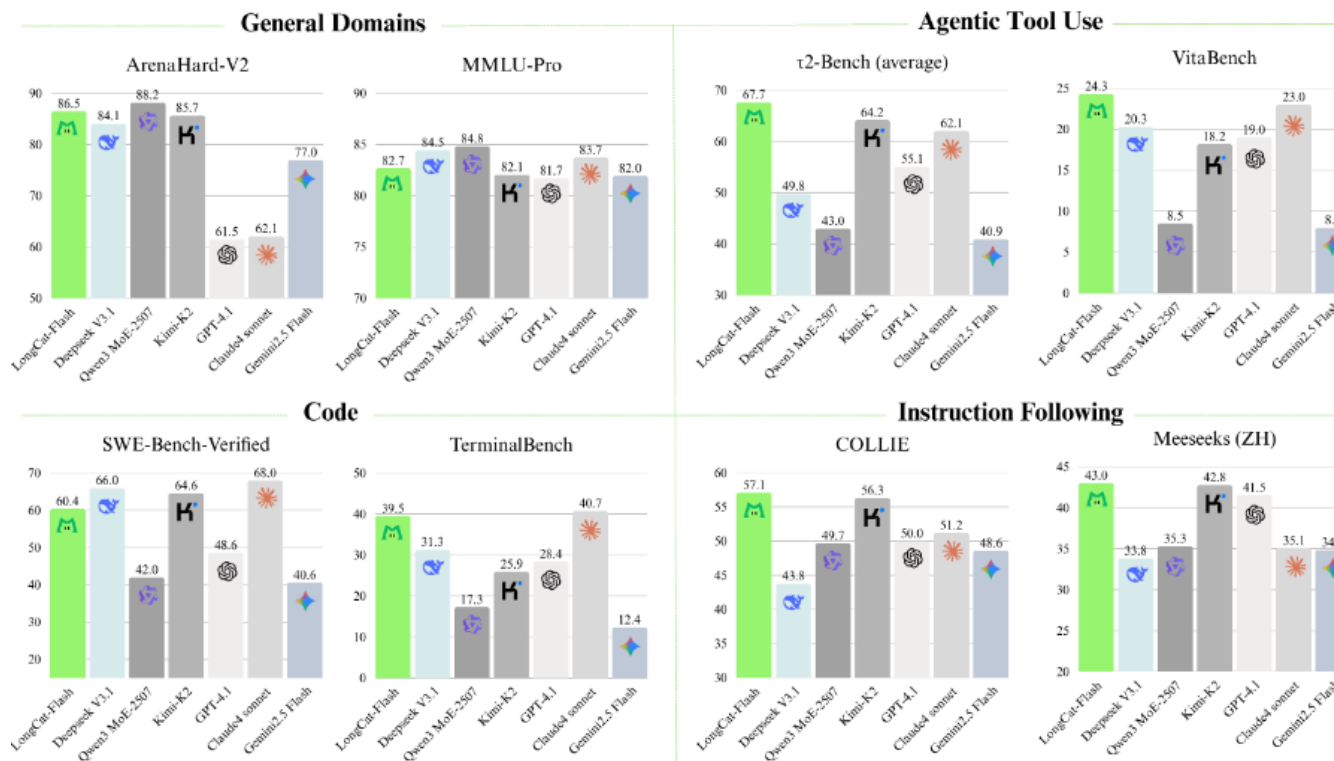 General Domains
ArenaHard-V2
90
80
70
60
50
86.5
84.1
88.2
85.7
61.5
62.1
77.0
LongCat-Flash
Deepseek V3.1
Qwen3 MoE-2507
Kimi-K2
GPT-4.1
Claude4 sonnet
Gemini2.5 Flash
MMLU-Pro
90
85
80
83
75
70
82.7
84.5
84.8
82.1
81.7
83.7
82.0
LongCat-Flash
Deepseek V3.1
Qwen3 MoE-2507
Kimi-K2
GPT-4.1
Claude4 sonnet
Gemini2.5 Flash
Agentic Tool Use
τ2-Bench (average)
70
60
50
40
30
67.7
49.8
43.0
64.2
55.1
62.1
40.9
LongCat-Flash
Deepseek V3.1
Qwen3 MoE-2507
Kimi-K2
GPT-4.1
Claude4 sonnet
Gemini2.5 Flash
VitaBench
25
20
15
10
5
0
24.3
20.3
8.5
18.2
19.0
23.0
8.
LongCat-Flash
Deepseek V3.1
Qwen3 MoE-2507
Kimi-K2
GPT-4.1
Claude4 sonnet
Gemini2.5 Flash
Code
SWE-Bench-Verified
70
60
50
40
30
20
60.4
66.0
42.0
64.6
48.6
68.0
40.6
LongCat-Flash
Deepseek V3.1
Qwen3 MoE-2507
Kimi-K2
GPT-4.1
Claude4 sonnet
Gemini2.5 Flash
TerminalBench
50
40
30
20
10
0
39.5
31.3
17.3
25.9
28.4
40.7
12.4
LongCat-Flash
Deepseek V3.1
Qwen3 MoE-2507
Kimi-K2
GPT-4.1
Claude4 sonnet
Gemini2.5 Flash
Instruction Following
COLLIE
60
55
50
45
40
35
30
57.1
43.8
49.7
56.3
50.0
51.2
48.6
LongCat-Flash
Deepseek V3.1
Qwen3 MoE-2507
Kimi-K2
GPT-4.1
Claude4 sonnet
Gemini2.5 Flash
Meeseeks (ZH)
45
40
35
30
25
20
43.0
33.8
35.3
42.8
41.5
35.1
34.
LongCat-Flash
Deepseek V3.1
Qwen3 MoE-2507
Kimi-K2
GPT-4.1
Claude4 sonnet
Gemini2.5 Flash